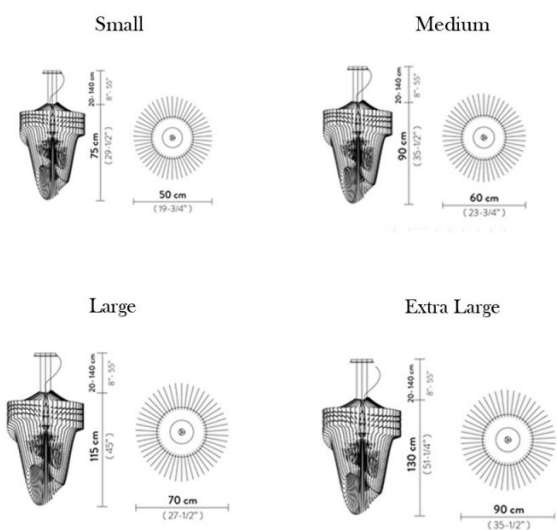 Small
20-140 cm
8"- 55"
75 cm
(29-1/2")
50 cm
(19-3/4")
Medium
20-140 cm
8"- 55"
90 cm
(35-1/2")
60 cm
(23-3/4")
Large
20-140 cm
8"- 55"
115 cm
(45")
70 cm
(27-1/2")
Extra Large
20-140 cm
8"- 55"
130 cm
(51-1/4")
90 cm
(35-1/2")